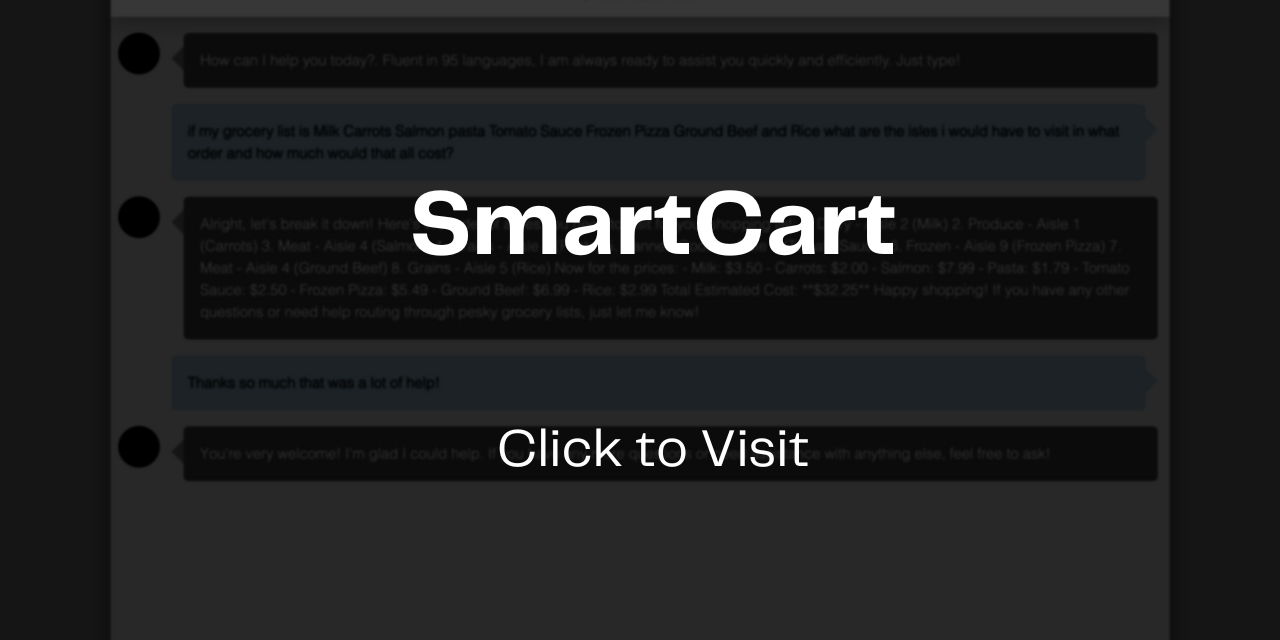 How can I help you today?. Fluent in 95 languages, I am always ready to assist you quickly and efficiently. Just type!
if my grocery list is Milk Carrots Salmon pasta Tomato Sauce Frozen Pizza Ground Beef and Rice what are the isles i would have to visit in what
order and how much would that all cost?
SmartCart
Alright, let's break it down! 2 (Milk) 2. Produce - Aisle 1
(Carrots) 3. Meat - Aisle 4 Frozen - Aisle 9 (Frozen Pizza) 7.
Meat - Aisle 4 (Ground Beef) 8. Grains - Aisle 5 (Rice) Now for the prices: - Milk: $3.50 - Carrots: $2.00 - Salmon: $7.99 - Pasta: $1.79 - Tomato
Sauce: $2.50 - Frozen Pizza: $5.49 - Ground Beef: $6.99 - Rice: $2.99 Total Estimated Cost: **$32.25** Happy shopping! If you have any other
questions or need help routing through pesky grocery lists, just let me know!
Thanks so much that was a lot of help!
Click to Visit
You're very welcome! I'm glad I could help. with anything else, feel free to ask!